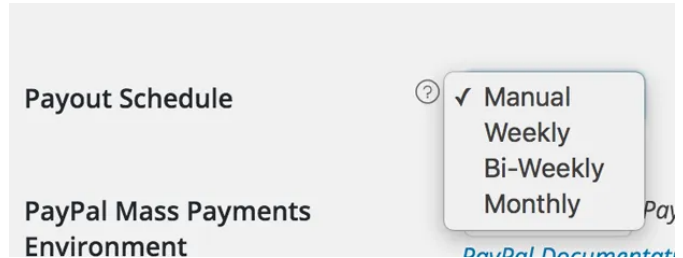 Payout Schedule
? ✓ Manual
Weekly
Bi-Weekly
Monthly
PayPal Mass Payments
Environment